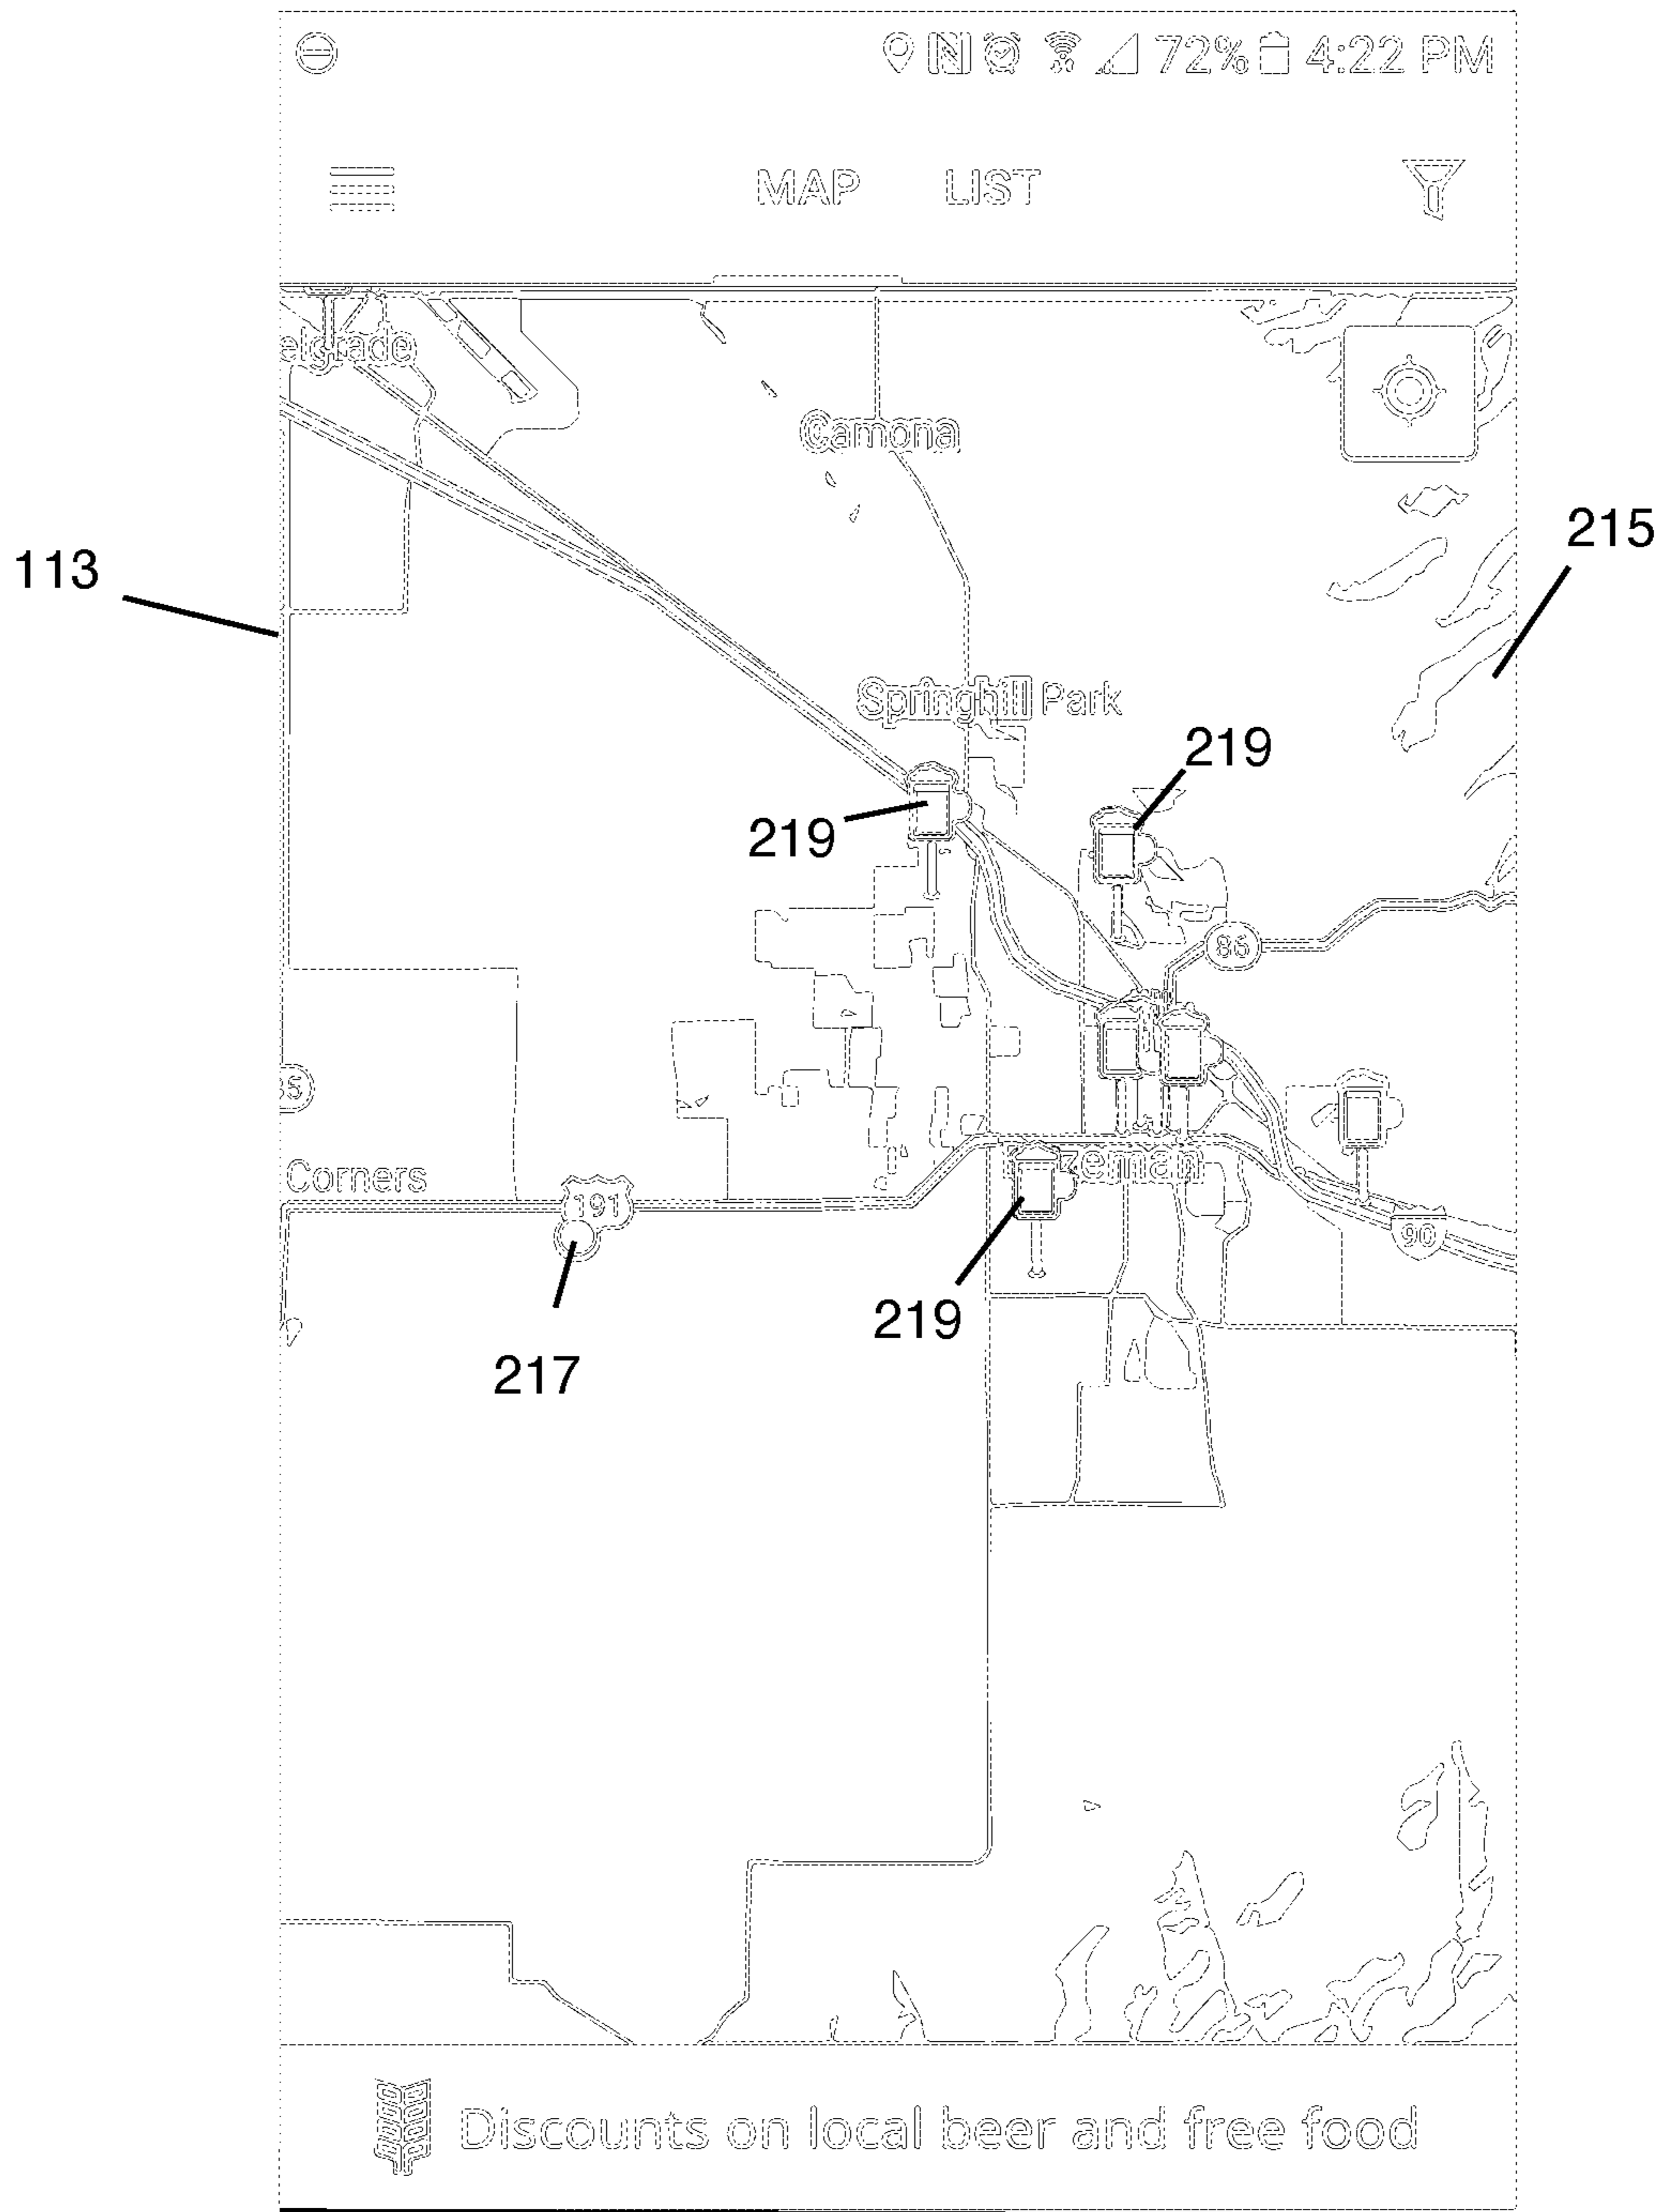 72% 4:22 PM
MAP LIST
elgrade
Camona
113
215
Springhill Park
219
219
86
Corners
191
90
219
217
Discounts on local beer and free food